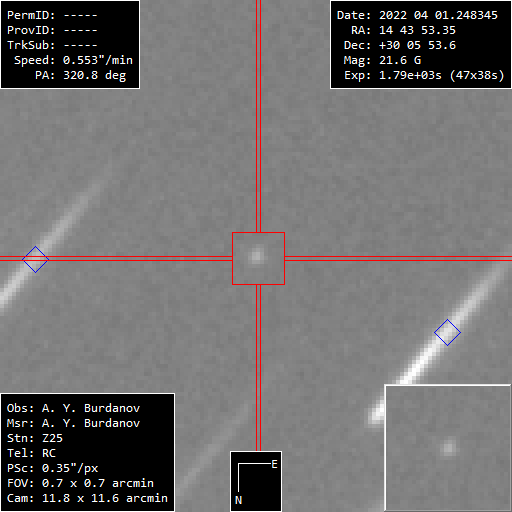 PermID: -----
ProvID: -----
TrkSub: -----
Speed: 0.553"/min
PA: 320.8 deg
Date: 2022 04 01.248345
RA: 14 43 53.35
Dec: +30 05 53.6
Mag: 21.6 G
Exp: 1.79e+03s (47x38s)
Obs: A. Y. Burdanov
Msr: A. Y. Burdanov
Stn: Z25
Tel: RC
PSc: 0.35"/px
FOV: 0.7 x 0.7 arcmin
Cam: 11.8 x 11.6 arcmin
E
N